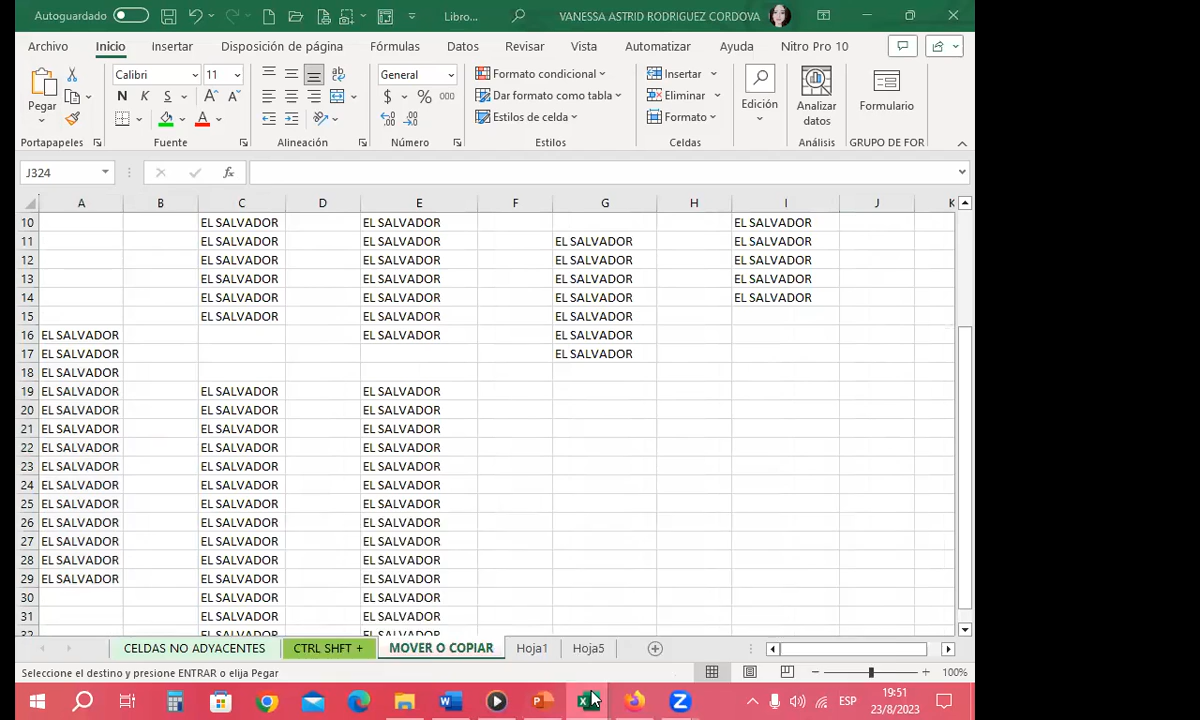 Autoguardado Libro... VANESSA ASTRID RODRIGUEZ CORDOVA
Archivo Inicio Insertar Disposición de página Fórmulas Datos Revisar Vista Automatizar Ayuda Nitro Pro 10
Pegar Calibri 11 General Formato condicional Insertar Edición Analizar datos Formulario
N K S A A $ % 000 Dar formato como tabla Eliminar
Estilos de celda Formato
Portapapeles Fuente Alineación Número Estilos Celdas Análisis GRUPO DE FOR
J324 fx
A B C D E F G H I J K
10 EL SALVADOR EL SALVADOR EL SALVADOR
11 EL SALVADOR EL SALVADOR EL SALVADOR EL SALVADOR
12 EL SALVADOR EL SALVADOR EL SALVADOR EL SALVADOR
13 EL SALVADOR EL SALVADOR EL SALVADOR EL SALVADOR
14 EL SALVADOR EL SALVADOR EL SALVADOR EL SALVADOR
15 EL SALVADOR EL SALVADOR EL SALVADOR
16 EL SALVADOR EL SALVADOR EL SALVADOR
17 EL SALVADOR EL SALVADOR
18 EL SALVADOR
19 EL SALVADOR EL SALVADOR EL SALVADOR
20 EL SALVADOR EL SALVADOR EL SALVADOR
21 EL SALVADOR EL SALVADOR EL SALVADOR
22 EL SALVADOR EL SALVADOR EL SALVADOR
23 EL SALVADOR EL SALVADOR EL SALVADOR
24 EL SALVADOR EL SALVADOR EL SALVADOR
25 EL SALVADOR EL SALVADOR EL SALVADOR
26 EL SALVADOR EL SALVADOR EL SALVADOR
27 EL SALVADOR EL SALVADOR EL SALVADOR
28 EL SALVADOR EL SALVADOR EL SALVADOR
29 EL SALVADOR EL SALVADOR EL SALVADOR
30 EL SALVADOR EL SALVADOR
31 EL SALVADOR EL SALVADOR
32 EL SALVADOR EL SALVADOR
CELDAS NO ADYACENTES CTRL SHFT + MOVER O COPIAR Hoja1 Hoja5
Seleccione el destino y presione ENTRAR o elija Pegar 100%
ESP 19:51
23/8/2023